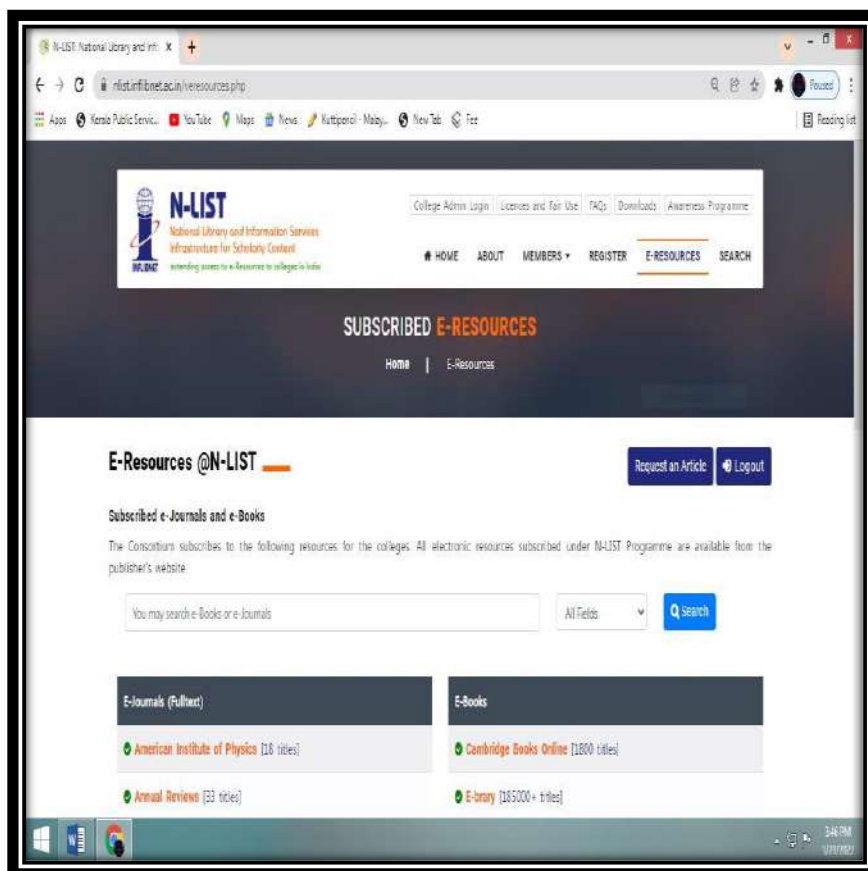 N-LIST: National Library and Inf
nlist.inflibnet.ac.in/veresources.php
Paused
Apps Kerala Public Servic... YouTube Maps News Kuttipencil - Malay... New Tab Fee
Reading list
N-LIST
National Library and Information Services
Infrastructure for Scholarly Content
extending access to e-Resources to colleges in India
INFLIBNET
College Admin Login Licences and Fair Use FAQs Downloads Awareness Programme
HOME ABOUT MEMBERS REGISTER E-RESOURCES SEARCH
SUBSCRIBED E-RESOURCES
Home | E-Resources
E-Resources @N-LIST
Request an Article Logout
Subscribed e-Journals and e-Books
The Consortium subscribes to the following resources for the colleges. All electronic resources subscribed under N-LIST Programme are available from the
publisher's website
You may search e-Books or e-Journals
All Fields
Search
E-Journals (Fulltext) E-Books
American Institute of Physics [18 titles] Cambridge Books Online [1800 titles]
Annual Reviews [33 titles] E-brary [185000+ titles]
3:46 PM